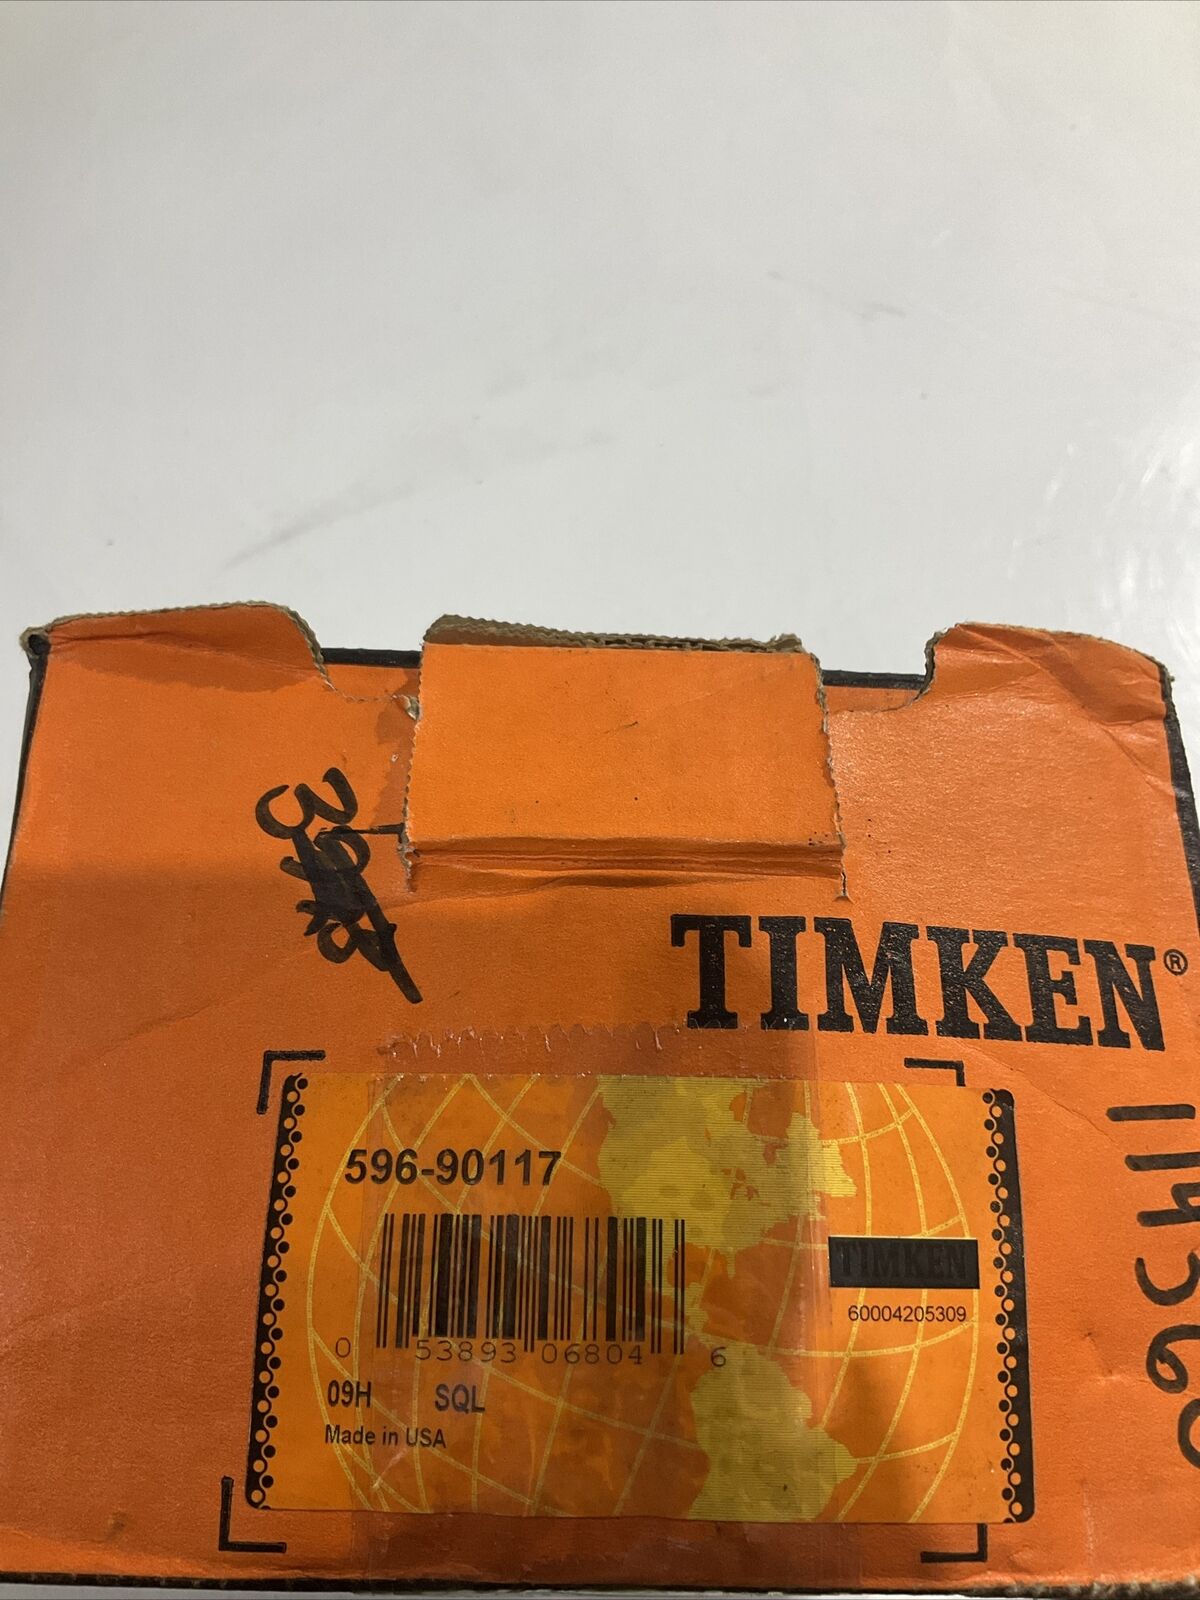 TIMKEN®
596-90117
TIMKEN
60004205309
0 53893 06804 6
09H SQL
Made in USA